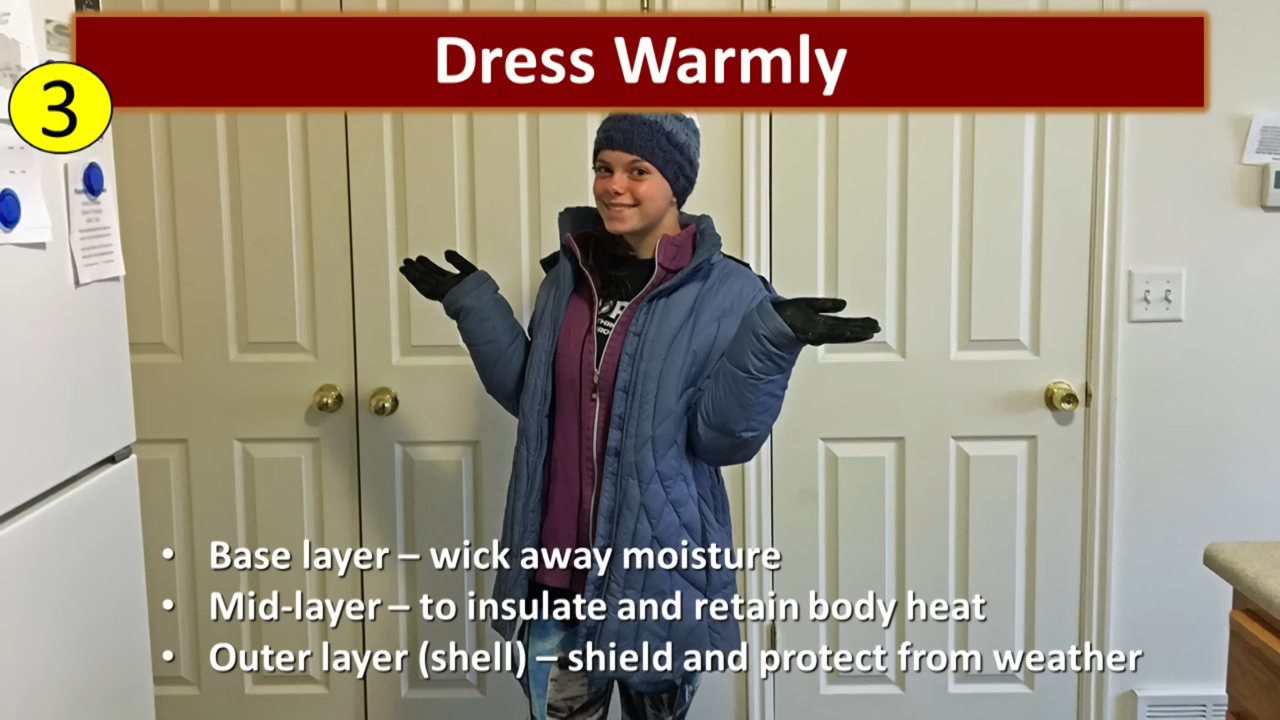 Dress Warmly
3
• Base layer – wick away moisture
• Mid-layer – to insulate and retain body heat
• Outer layer (shell) – shield and protect from weather